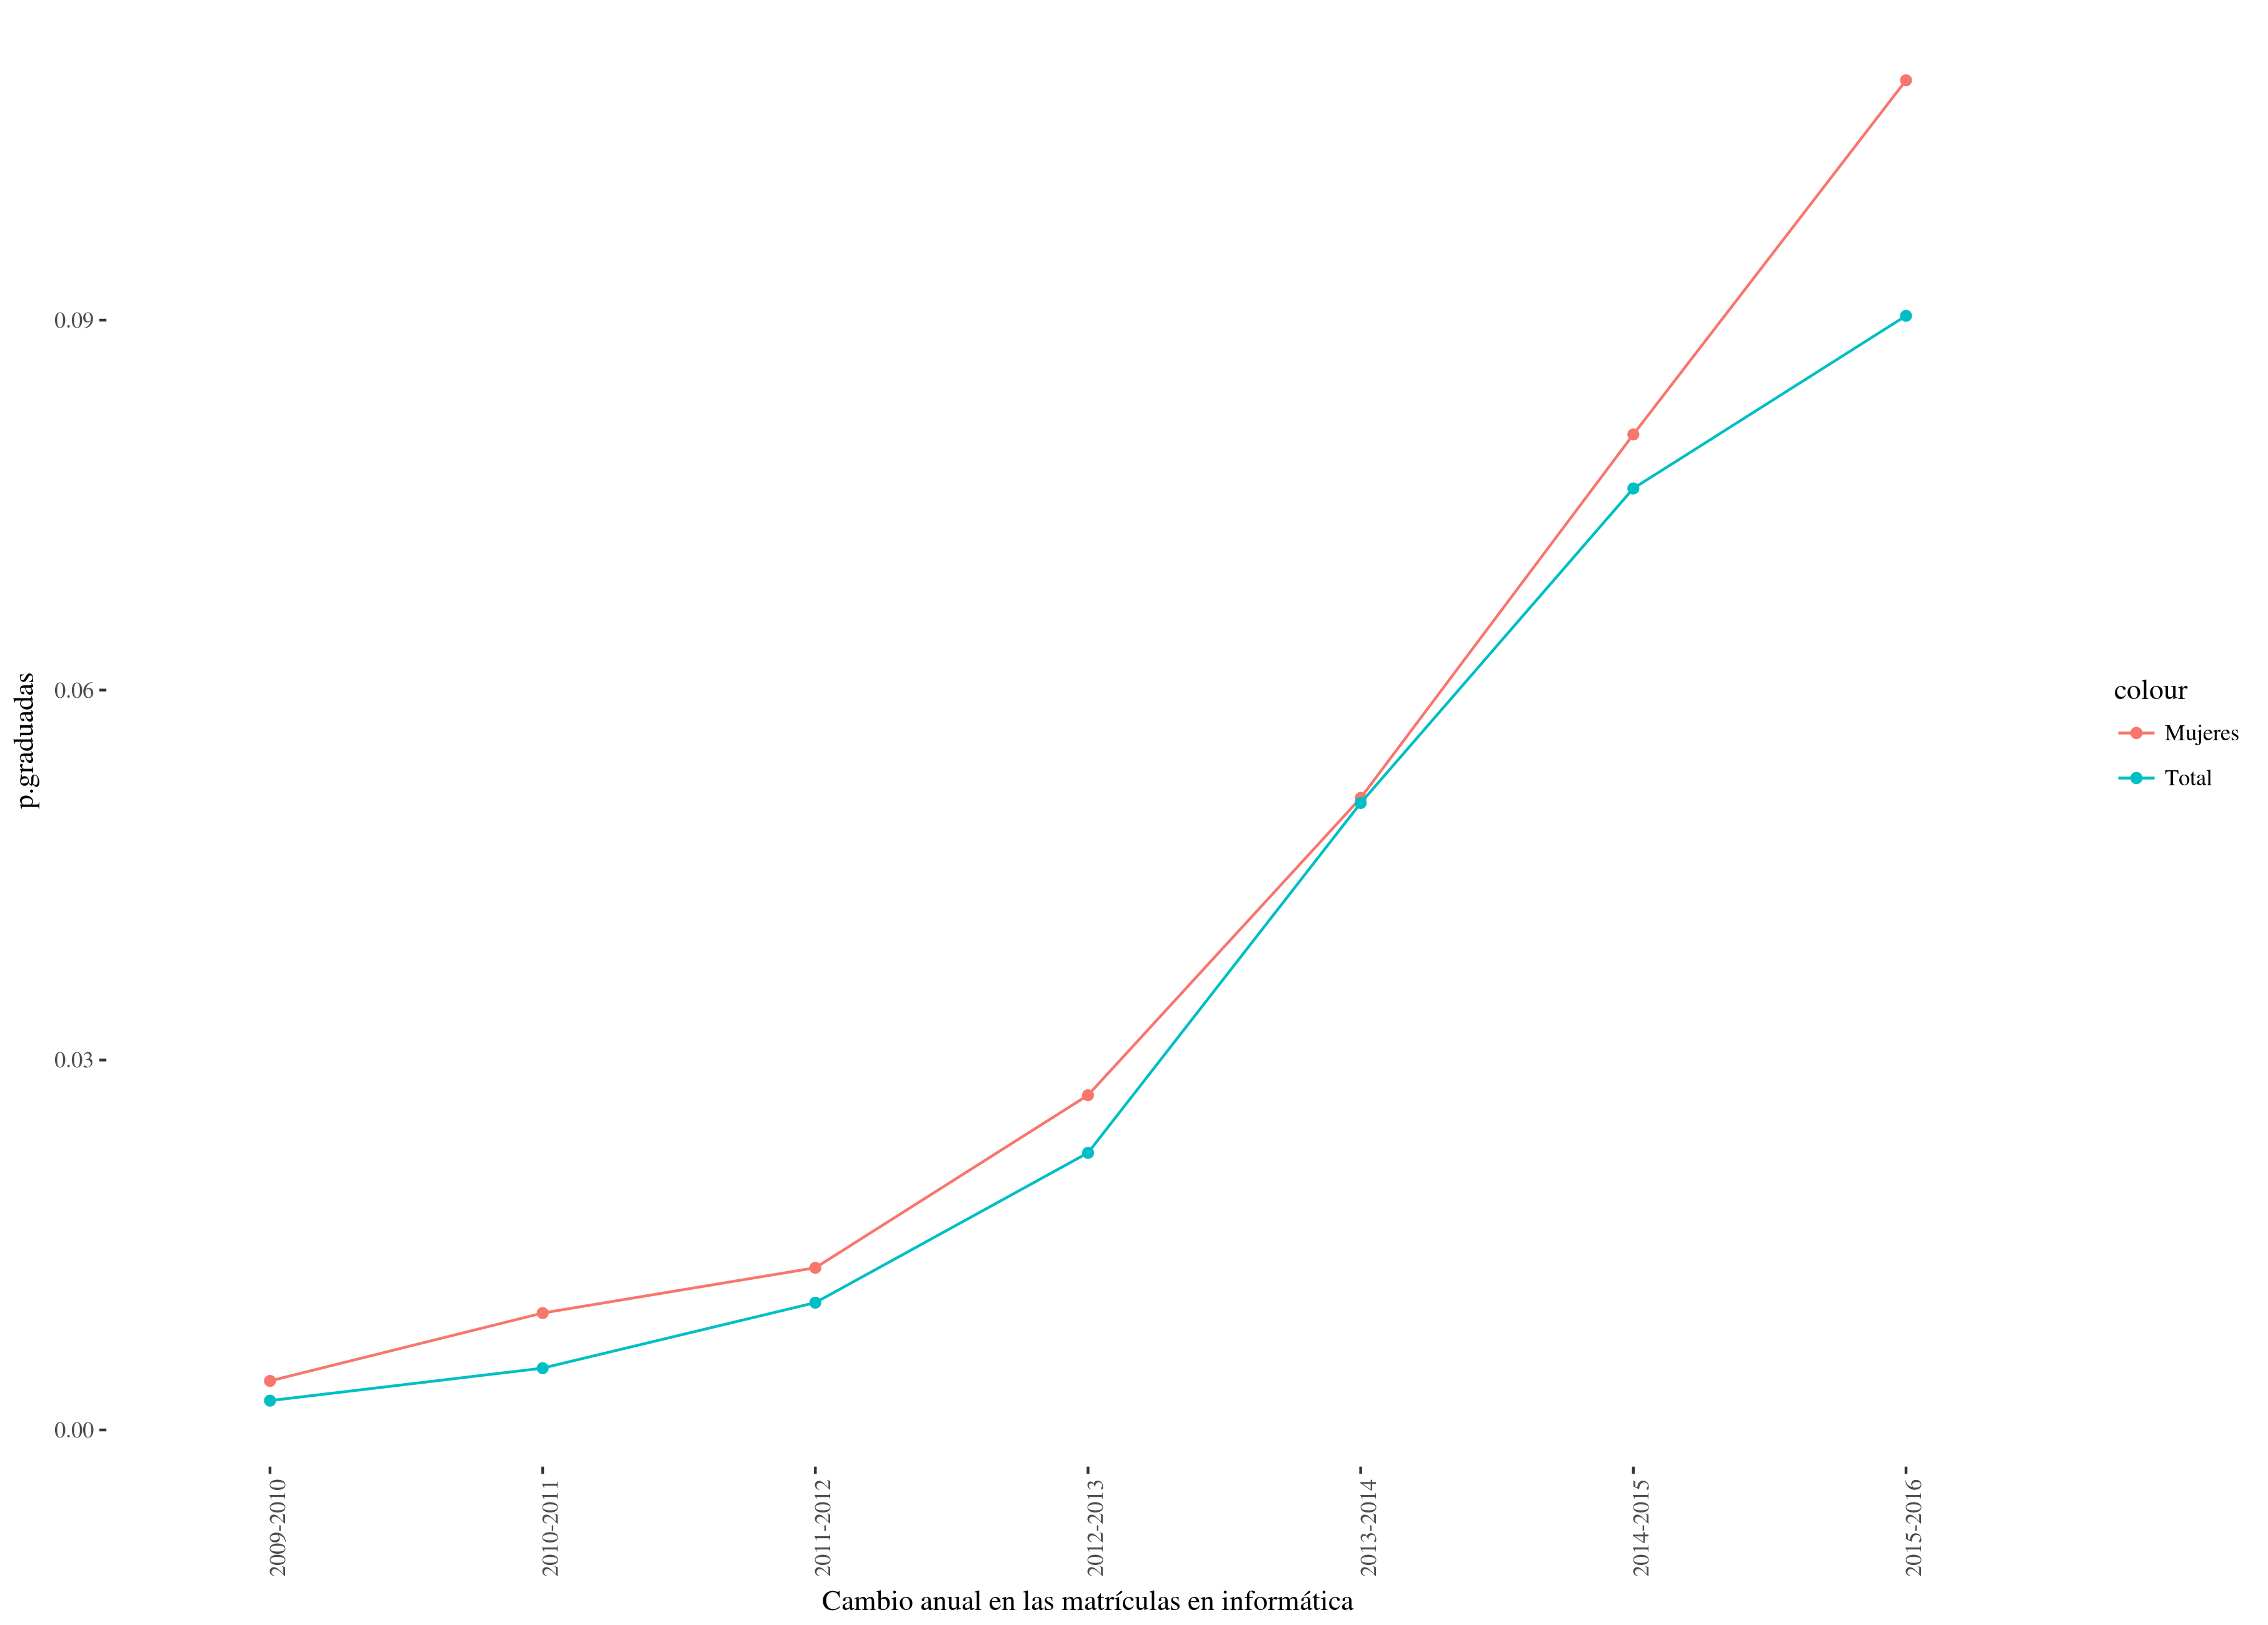 0.09
0.06
0.03
0.00
p.graduadas
2009-2010
2010-2011
2011-2012
2012-2013
2013-2014
2014-2015
2015-2016
Cambio anual en las matrículas en informática
colour
Mujeres
Total